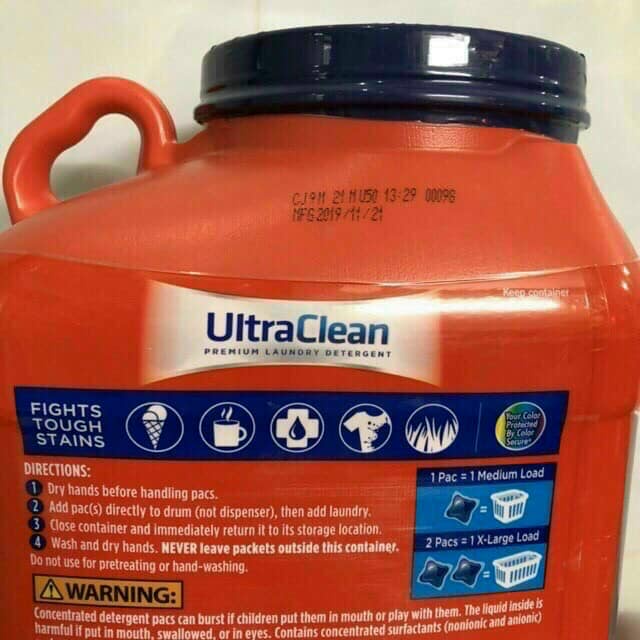 CJ9M 21 M U50 13:29 00096
MFG 2019/11/21
Keep container
UltraClean
PREMIUM LAUNDRY DETERGENT
FIGHTS
TOUGH
STAINS
Your Color
Protected
By Color
Secure*
DIRECTIONS:
1 Dry hands before handling pacs.
2 Add pac(s) directly to drum (not dispenser), then add laundry.
3 Close container and immediately return it to its storage location.
4 Wash and dry hands. NEVER leave packets outside this container.
Do not use for pretreating or hand-washing.
1 Pac = 1 Medium Load
=
2 Pacs = 1 X-Large Load
=
WARNING:
Concentrated detergent pacs can burst if children put them in mouth or play with them. The liquid inside is
harmful if put in mouth, swallowed, or in eyes. Contains concentrated surfactants (nonionic and anionic)